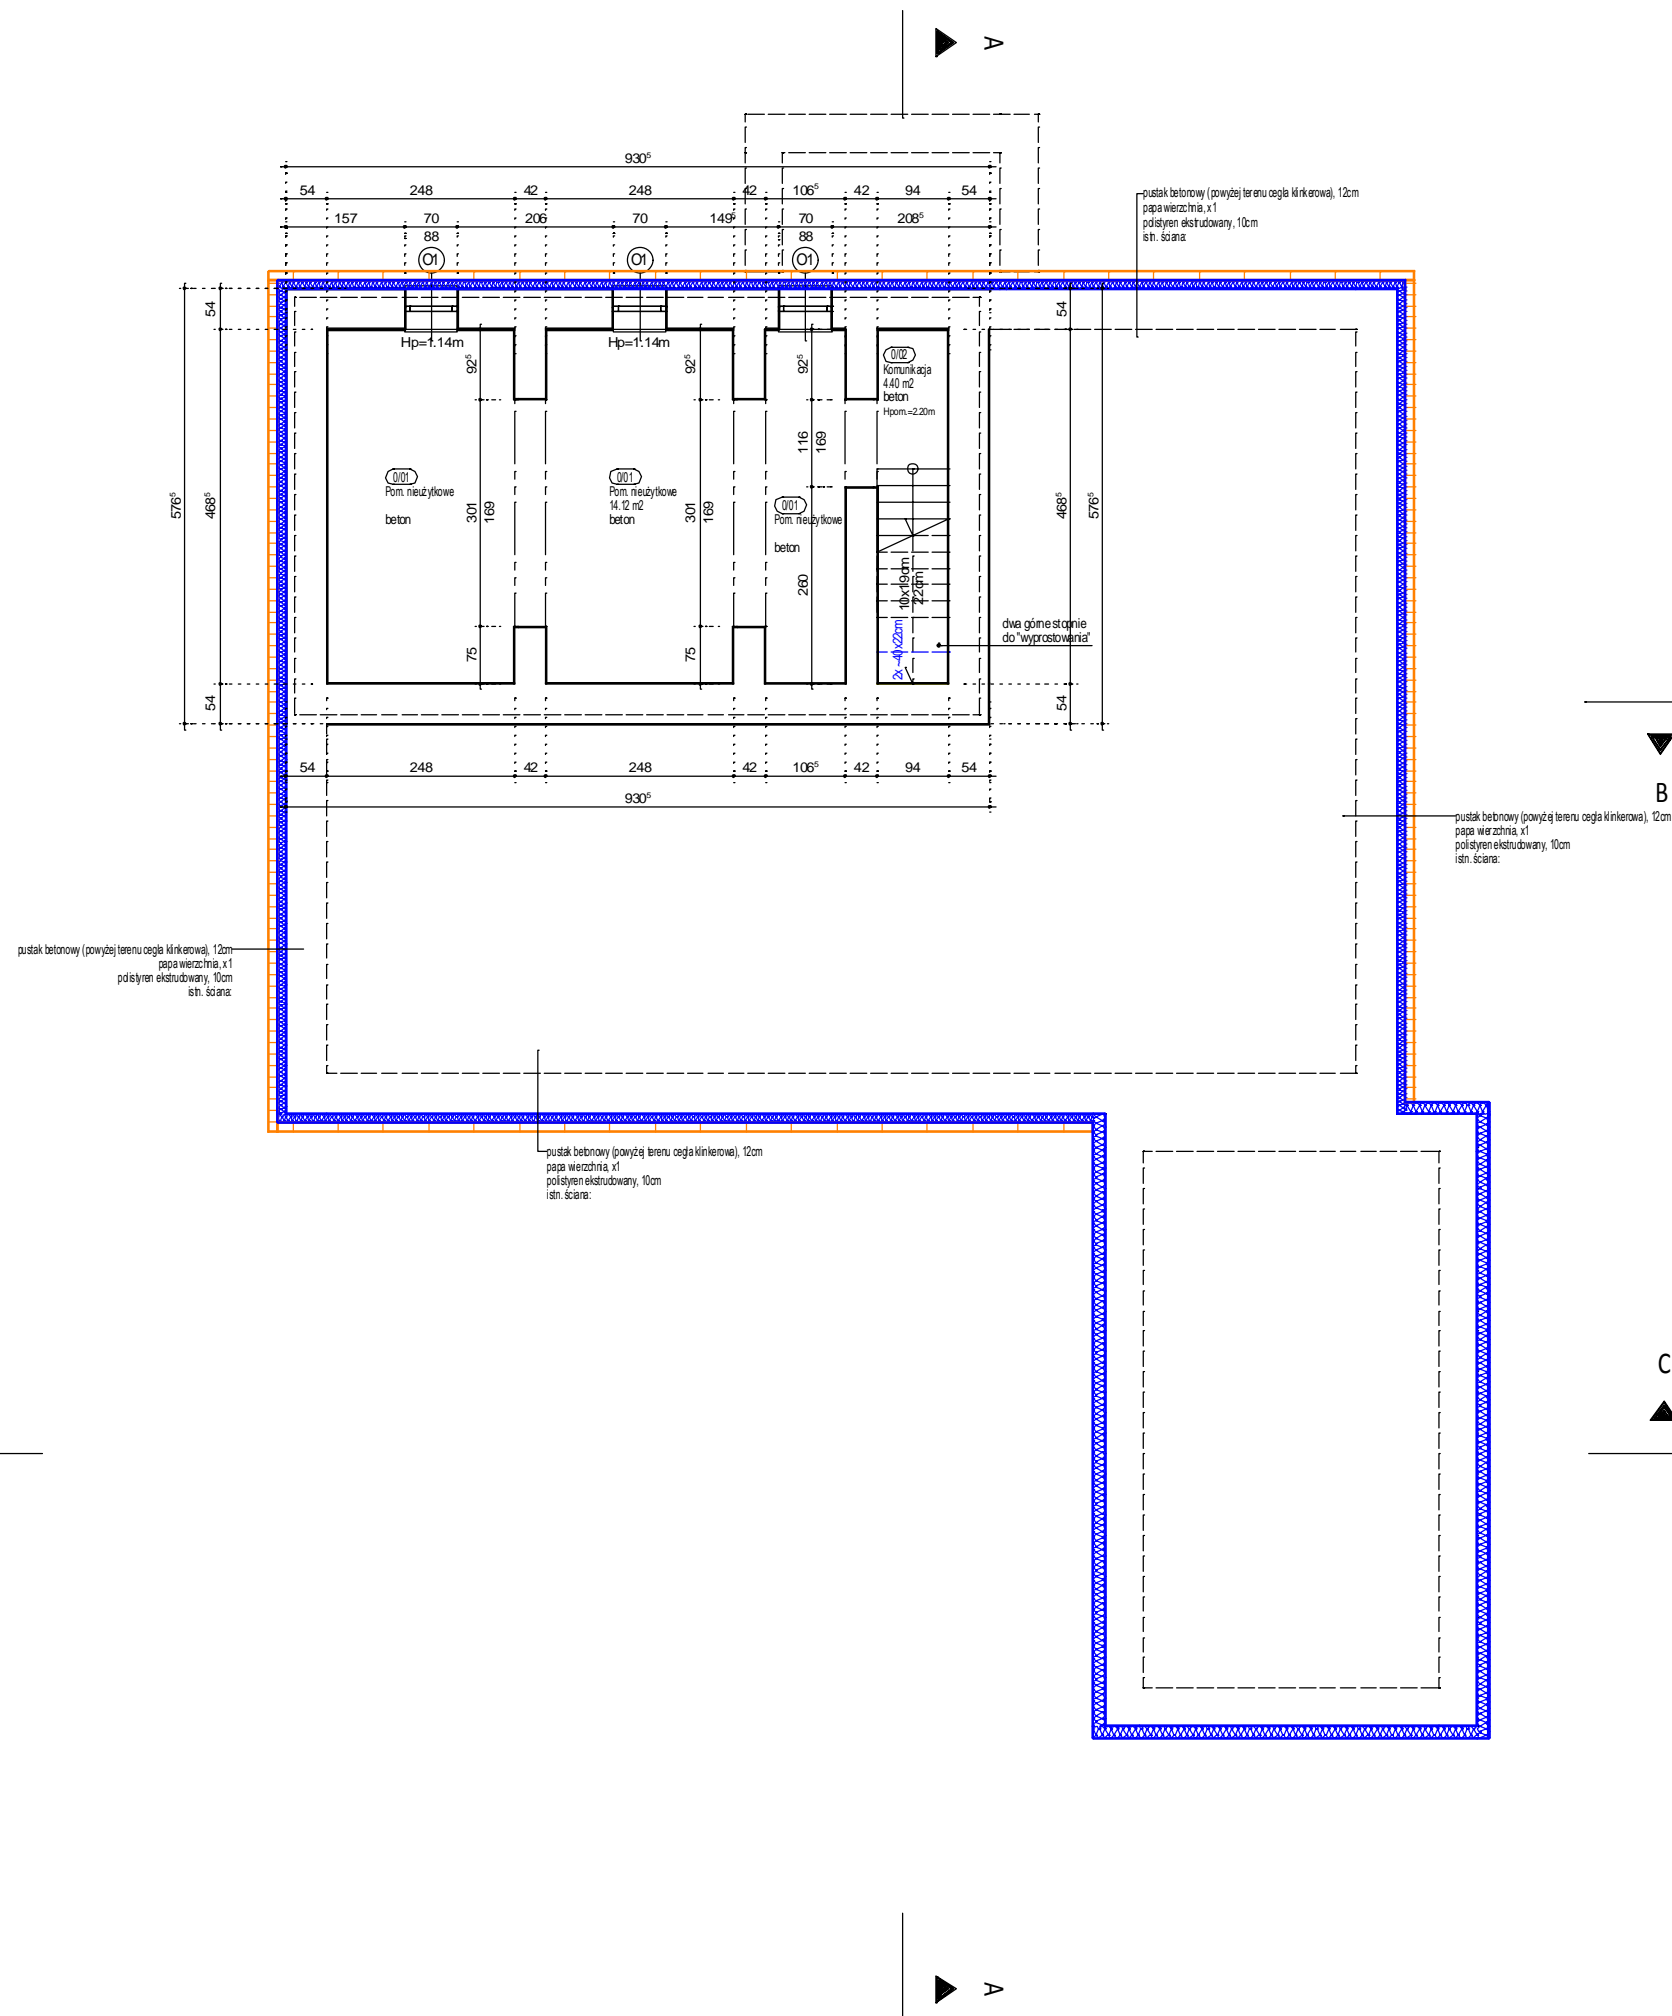 A
930⁵
54 248 42 248 42 106⁵ 42 94 54
157 70 206 70 149⁵ 70 208⁵
88 88
O1 O1 O1
pustak betonowy (powyżej terenu cegła klinkerowa), 12cm
papa wierzchnia, x1
polistyren ekstrudowany, 10cm
istn. ściana:
54
468⁵
54
576⁵
Hp=1.14m
Hp=1.14m
92⁵
301
169
75
92⁵
301
169
75
92⁵
116
169
260
0/02
Komunikacja
4.40 m2
beton
Hpom.=2.20m
0/01
Pom. nieużytkowe
beton
0/01
Pom. nieużytkowe
14.12 m2
beton
0/01
Pom. nieużytkowe
beton
10x19cm
22cm
2x ~40x22cm
dwa górne stopnie
do "wyprostowania"
54
468⁵
54
576⁵
54 248 42 248 42 106⁵ 42 94 54
930⁵
B
pustak betonowy (powyżej terenu cegła klinkerowa), 12cm
papa wierzchnia, x1
polistyren ekstrudowany, 10cm
istn. ściana:
pustak betonowy (powyżej terenu cegła klinkerowa), 12cm
papa wierzchnia, x1
polistyren ekstrudowany, 10cm
istn. ściana:
pustak betonowy (powyżej terenu cegła klinkerowa), 12cm
papa wierzchnia, x1
polistyren ekstrudowany, 10cm
istn. ściana:
C
A